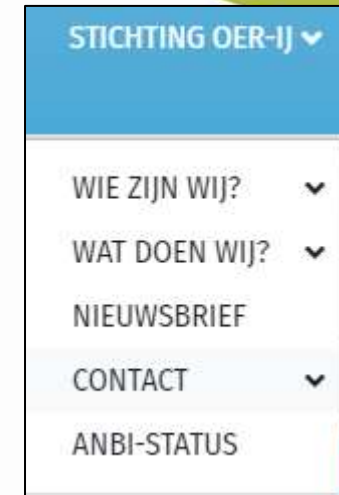 STICHTING OER-IJ
WIE ZIJN WIJ?
WAT DOEN WIJ?
NIEUWSBRIEF
CONTACT
ANBI-STATUS